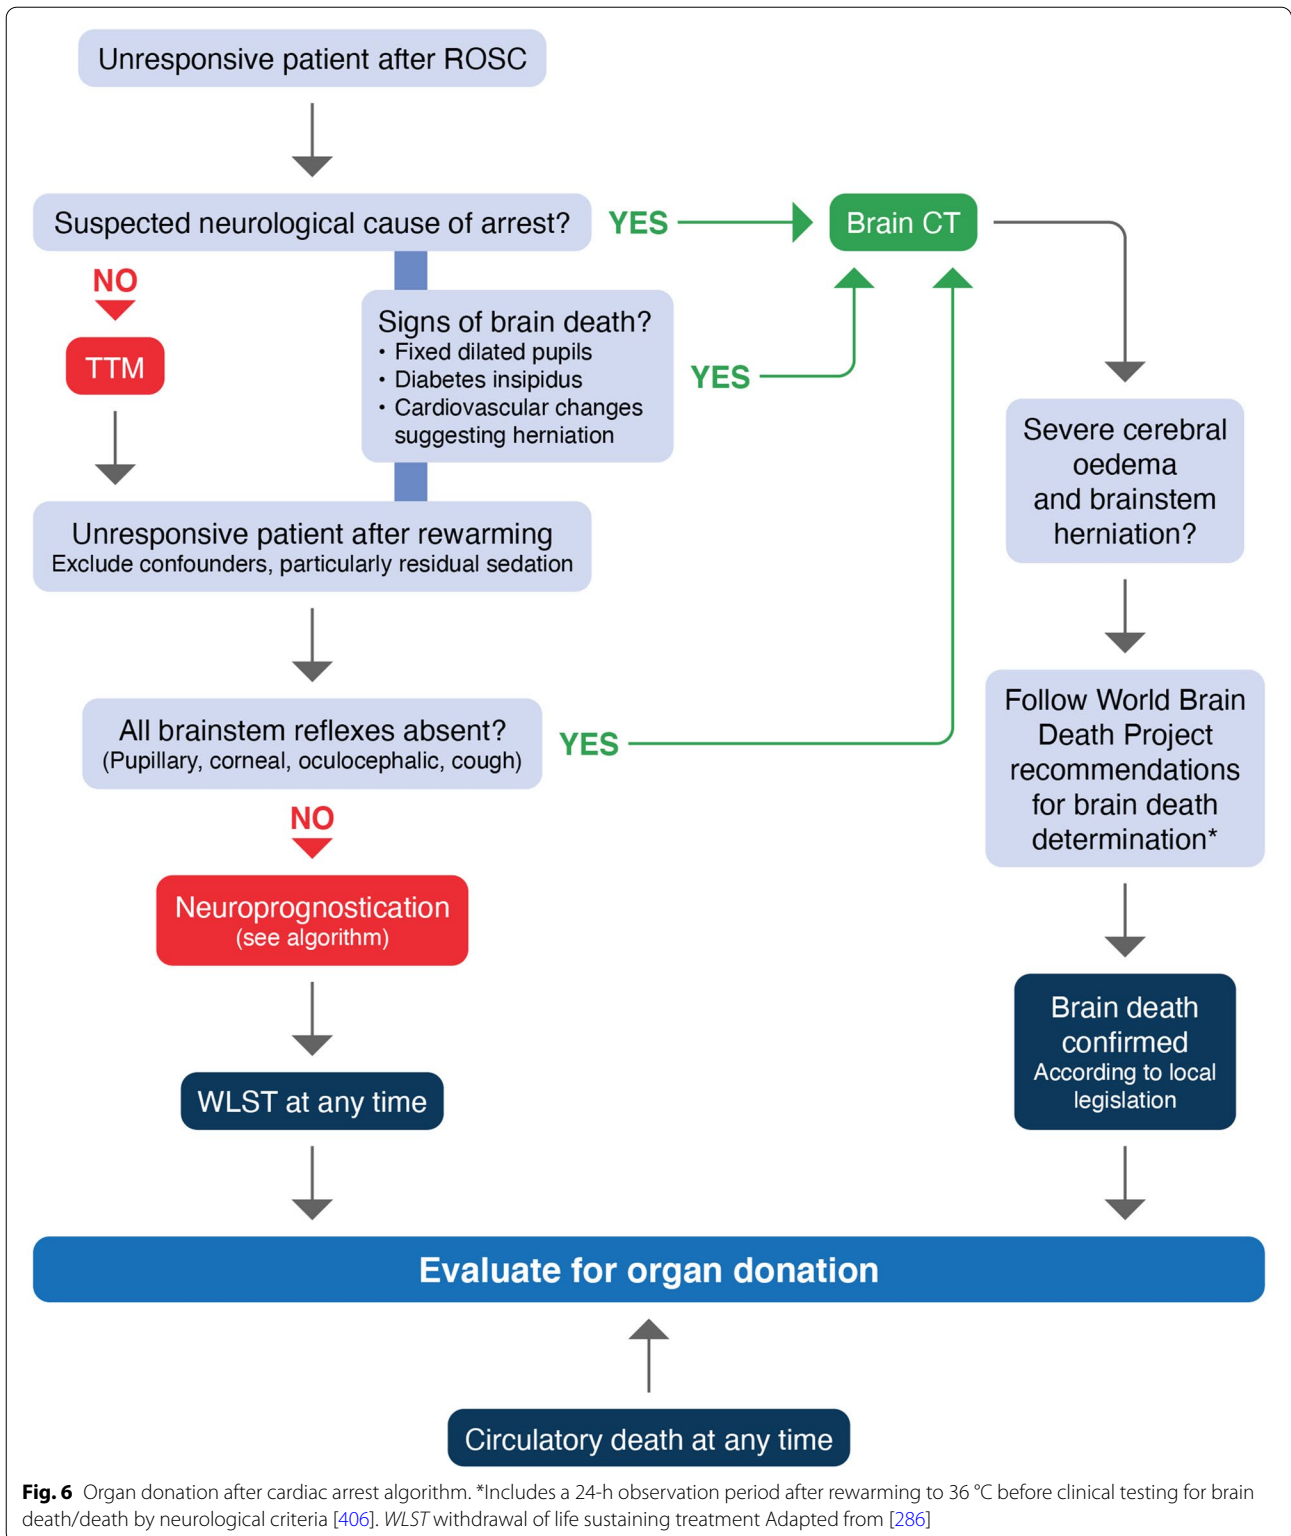 Unresponsive patient after ROSC
Suspected neurological cause of arrest?
YES
Brain CT
NO
TTM
Signs of brain death?
• Fixed dilated pupils
• Diabetes insipidus
• Cardiovascular changes
suggesting herniation
YES
Severe cerebral
oedema
and brainstem
herniation?
Unresponsive patient after rewarming
Exclude confounders, particularly residual sedation
All brainstem reflexes absent?
(Pupillary, corneal, oculocephalic, cough)
YES
Follow World Brain
Death Project
recommendations
for brain death
determination*
NO
Neuroprognostication
(see algorithm)
Brain death
confirmed
According to local
legislation
WLST at any time
Evaluate for organ donation
Circulatory death at any time
Fig. 6 Organ donation after cardiac arrest algorithm. *Includes a 24-h observation period after rewarming to 36 °C before clinical testing for brain
death/death by neurological criteria [406]. WLST withdrawal of life sustaining treatment Adapted from [286]